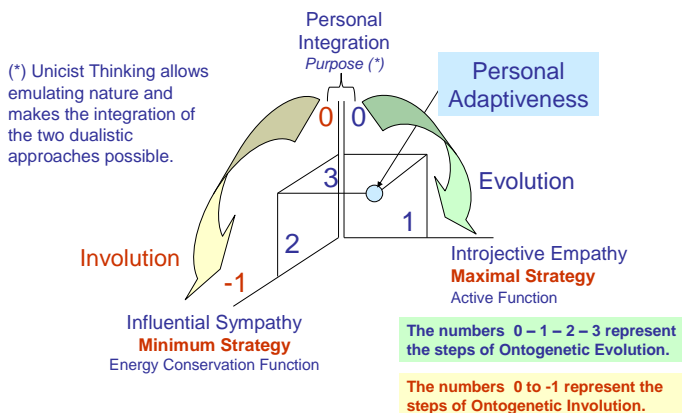 Personal
Integration
Purpose (*)
(*) Unicist Thinking allows
emulating nature and
makes the integration of
the two dualistic
approaches possible.
Personal
Adaptiveness
0
0
Evolution
3
1
2
Involution
-1
Introjective Empathy
Maximal Strategy
Active Function
Influential Sympathy
Minimum Strategy
Energy Conservation Function
The numbers 0 – 1 – 2 – 3 represent
the steps of Ontogenetic Evolution.
The numbers 0 to -1 represent the
steps of Ontogenetic Involution.